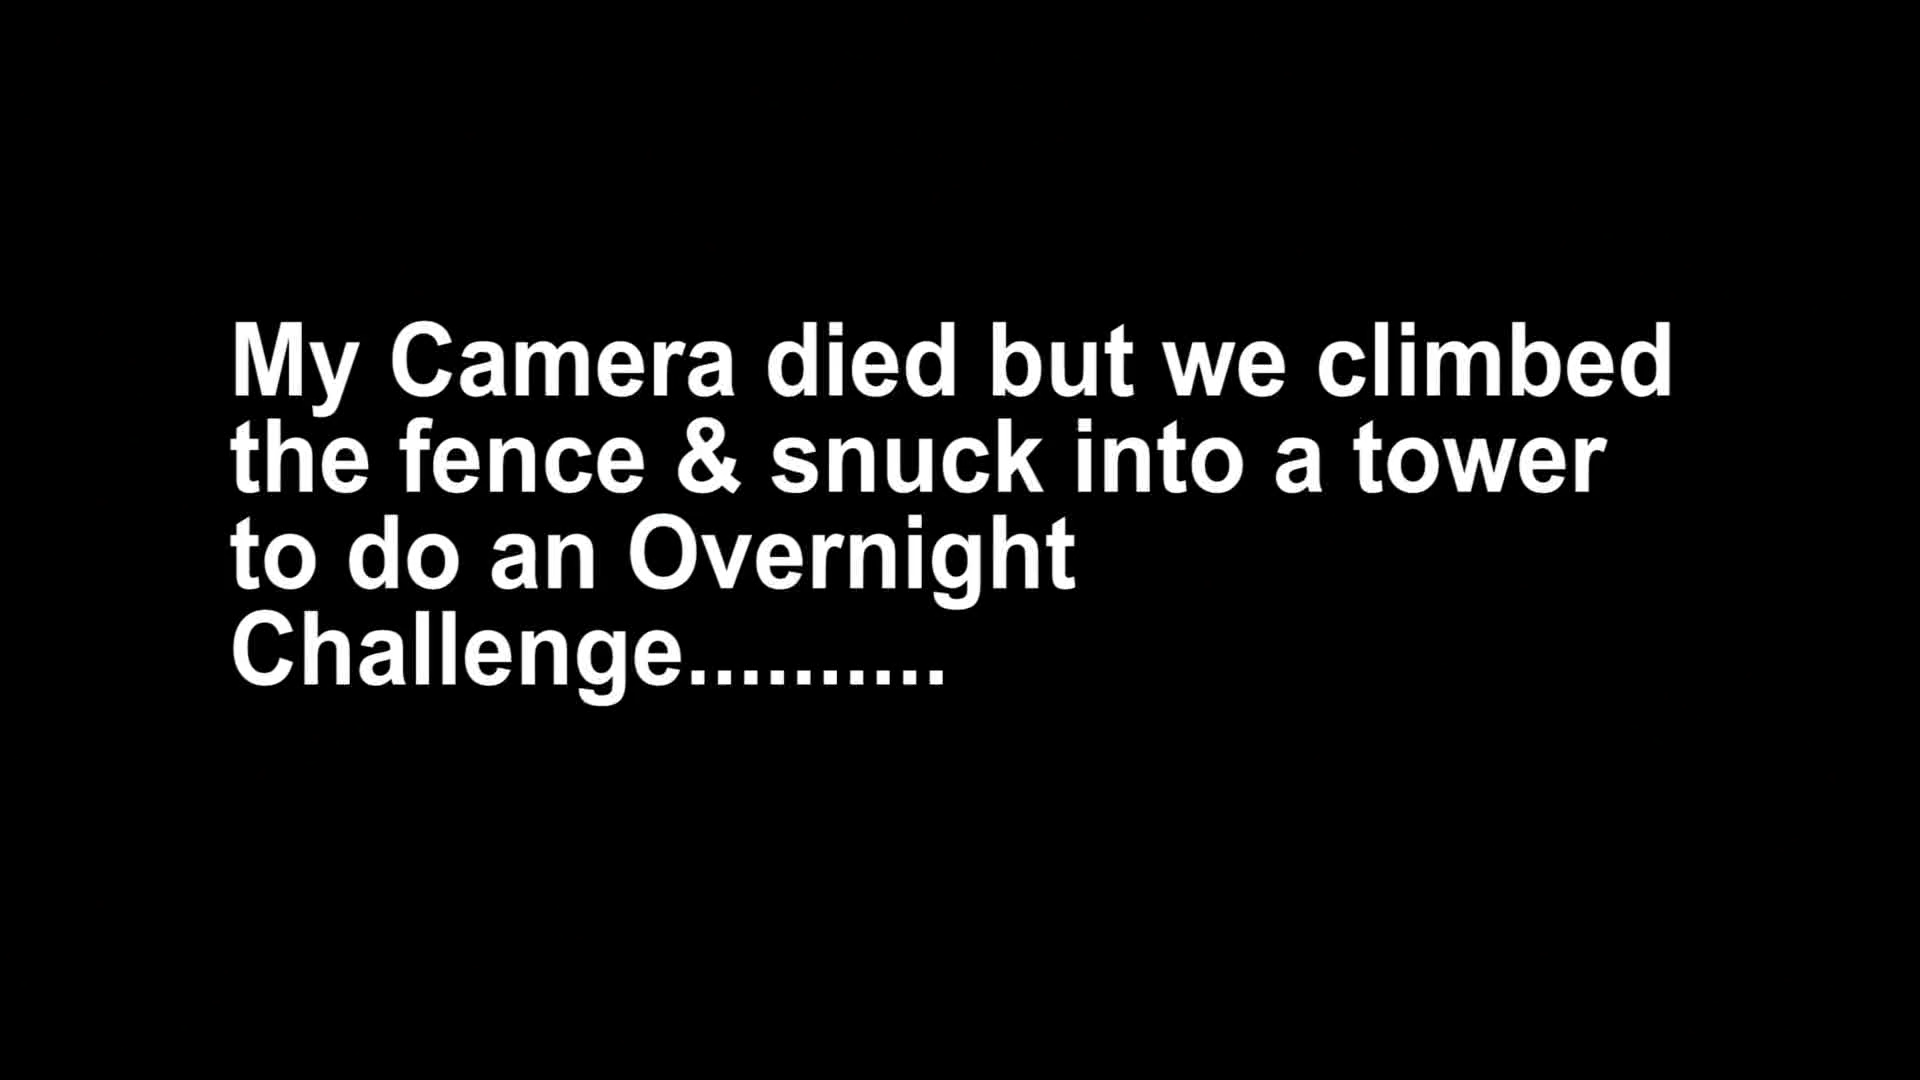 My Camera died but we climbed
the fence & snuck into a tower
to do an Overnight
Challenge..........